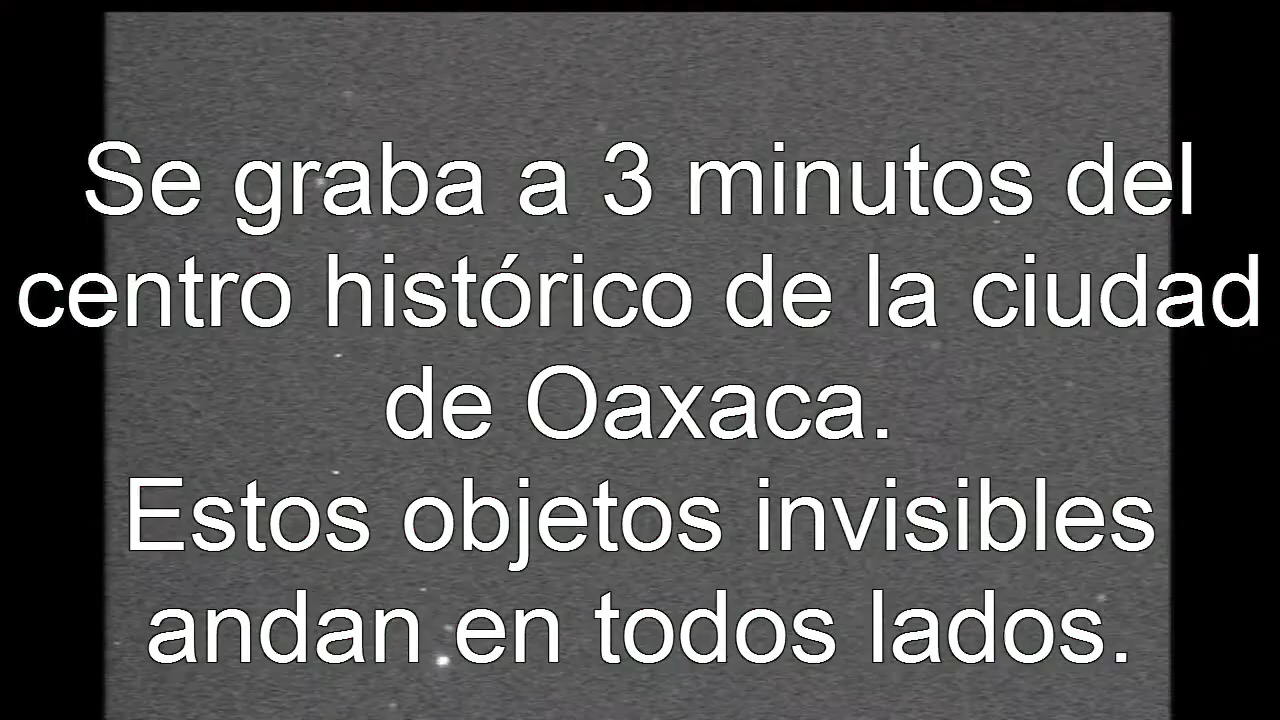 Se graba a 3 minutos del
centro histórico de la ciudad
de Oaxaca.
Estos objetos invisibles
andan en todos lados.